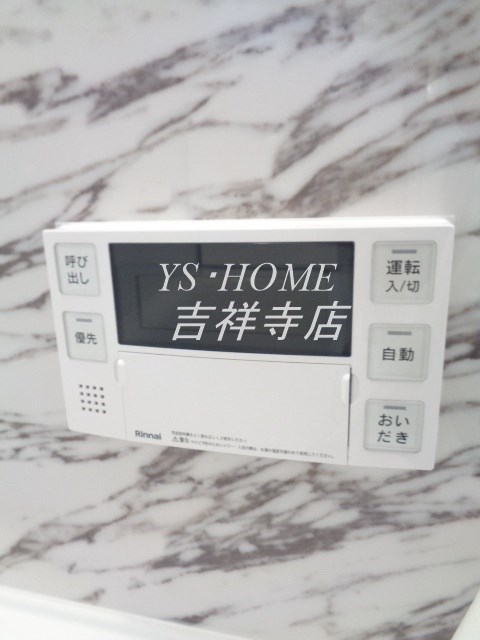 呼び
出し
優先
YS・HOME
吉祥寺店
運転
入/切
自動
おい
だき
Rinnai